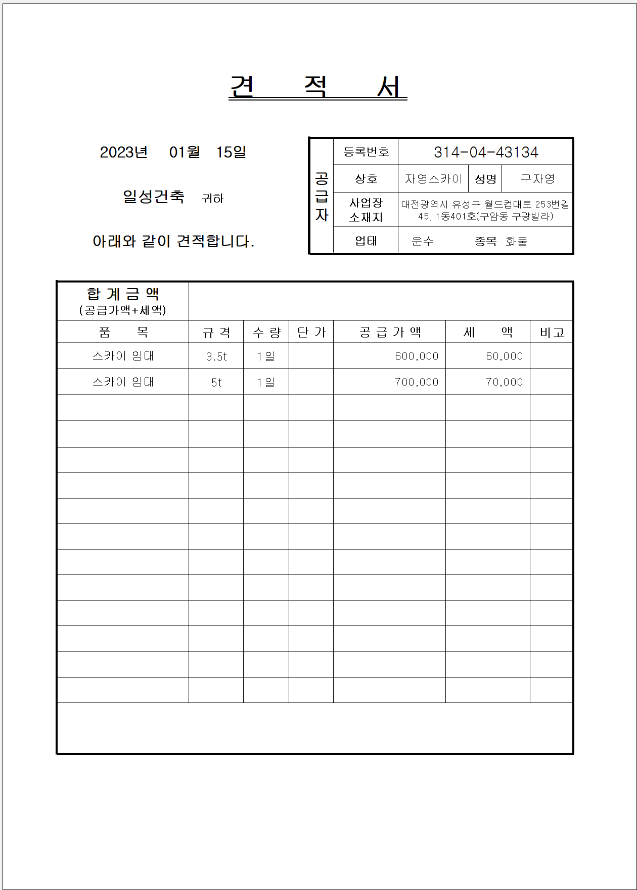 견 적 서
2023년 01월 15일
일성건축 귀하
아래와 같이 견적합니다.
공급자
등록번호 314-04-43134
상호 자영스카이 성명 구자영
사업장 소재지 대전광역시 유성구 월드컵대로 253번길
45, 1동401호(구암동 구광빌라)
업태 운수 종목 화물
합 계 금 액
(공급가액+세액)
품 목 규 격 수 량 단 가 공 급 가 액 세 액 비고
스카이 임대 3.5t 1일 600,000 60,000
스카이 임대 5t 1일 700,000 70,000